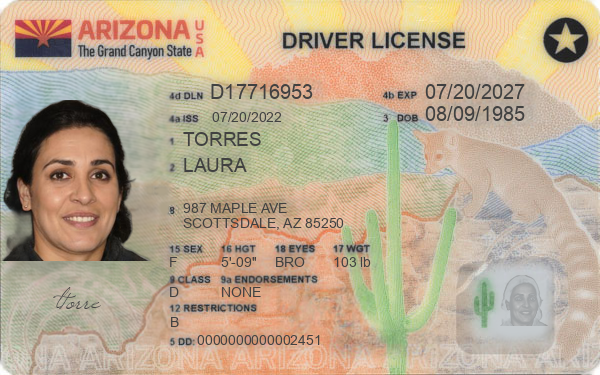 ARIZONA USA
The Grand Canyon State
DRIVER LICENSE
4d DLN D17716953
4b EXP 07/20/2027
4a ISS 07/20/2022
3 DOB 08/09/1985
1 TORRES
2 LAURA
8 987 MAPLE AVE
SCOTTSDALE, AZ 85250
15 SEX 16 HGT 18 EYES 17 WGT
F 5'-09" BRO 103 lb
9 CLASS 9a ENDORSEMENTS
D NONE
12 RESTRICTIONS
B
5 DD: 0000000000002451
Torre
ONA ARIZONA ARIZONA ARIZONA ARIZONA